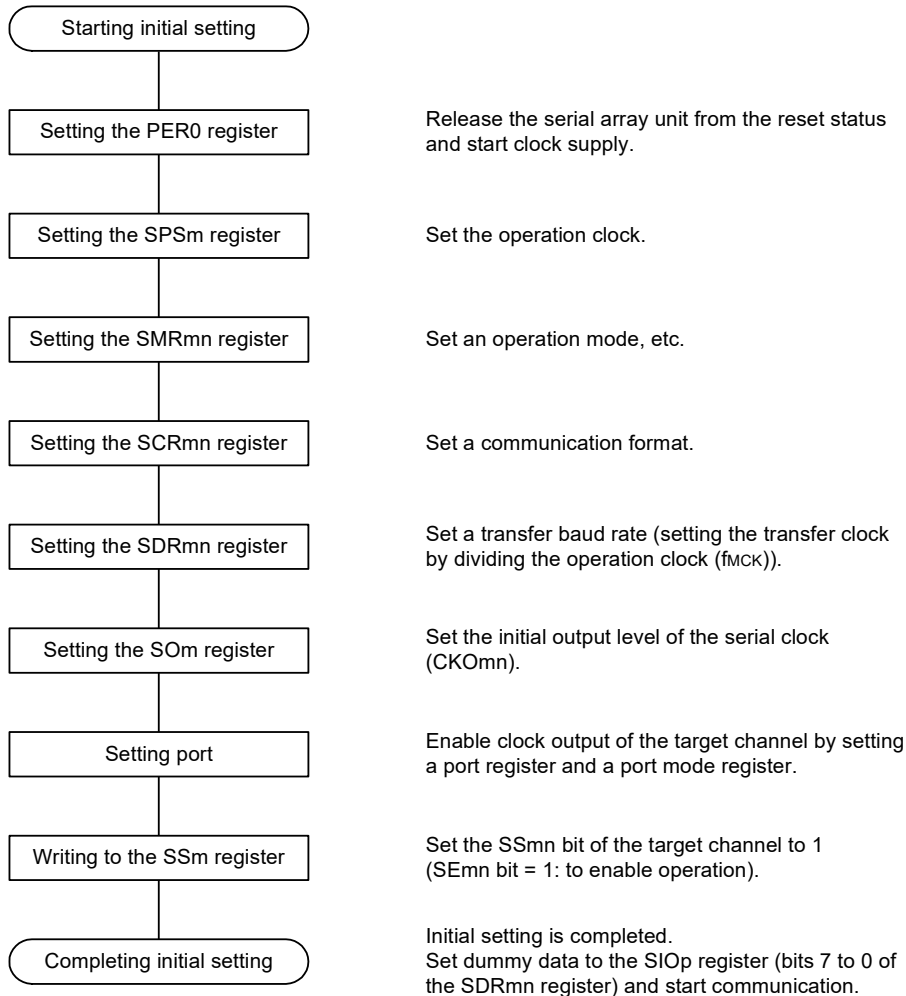 Starting initial setting
Setting the PER0 register
Release the serial array unit from the reset status
and start clock supply.
Setting the SPSm register
Set the operation clock.
Setting the SMRmn register
Set an operation mode, etc.
Setting the SCRmn register
Set a communication format.
Setting the SDRmn register
Set a transfer baud rate (setting the transfer clock
by dividing the operation clock (fMCK)).
Setting the SOm register
Set the initial output level of the serial clock
(CKOmn).
Setting port
Enable clock output of the target channel by setting
a port register and a port mode register.
Writing to the SSm register
Set the SSmn bit of the target channel to 1
(SEmn bit = 1: to enable operation).
Completing initial setting
Initial setting is completed.
Set dummy data to the SIOp register (bits 7 to 0 of
the SDRmn register) and start communication.